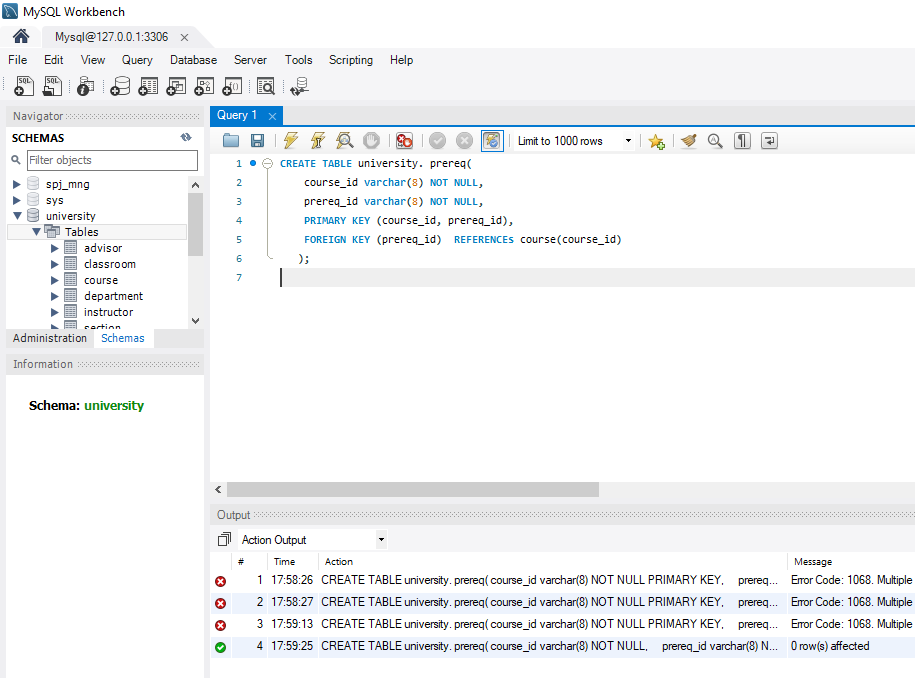 MySQL Workbench
Mysql@127.0.0.1:3306
File Edit View Query Database Server Tools Scripting Help
SQL SQL
Navigator
Query 1
SCHEMAS
Limit to 1000 rows
Filter objects
spj_mng
sys
university
Tables
advisor
classroom
course
department
instructor
section
1 CREATE TABLE university. prereq(
2 course_id varchar(8) NOT NULL,
3 prereq_id varchar(8) NOT NULL,
4 PRIMARY KEY (course_id, prereq_id),
5 FOREIGN KEY (prereq_id) REFERENCES course(course_id)
6 );
7
Administration Schemas
Information
Schema: university
Output
Action Output
# Time Action Message
1 17:58:26 CREATE TABLE university. prereq( course_id varchar(8) NOT NULL PRIMARY KEY, prereq... Error Code: 1068. Multiple
2 17:58:27 CREATE TABLE university. prereq( course_id varchar(8) NOT NULL PRIMARY KEY, prereq... Error Code: 1068. Multiple
3 17:59:13 CREATE TABLE university. prereq( course_id varchar(8) NOT NULL PRIMARY KEY, prereq... Error Code: 1068. Multiple
4 17:59:25 CREATE TABLE university. prereq( course_id varchar(8) NOT NULL, prereq_id varchar(8) N... 0 row(s) affected